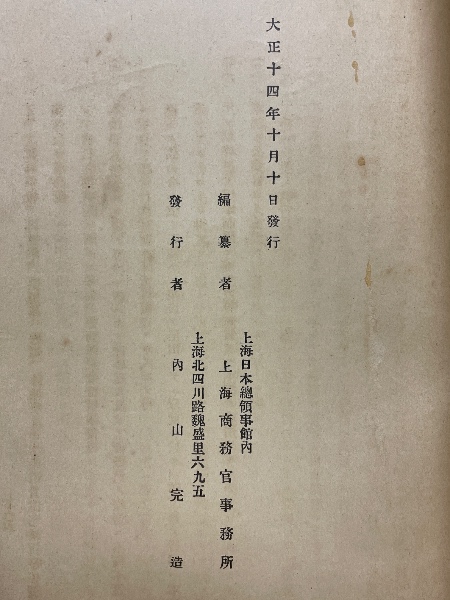 大正十四年十月十日發行
上海日本總領事館內
編纂者 上海商務官事務所
上海北四川路魏盛里六九五
發行者 內山完造